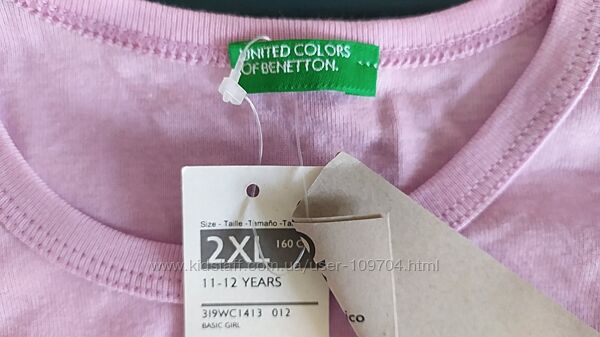 UNITED COLORS
OF BENETTON.
Size - Taille - Tamaño - Ta
2XL 160 C
11-12 YEARS
3I9WC1413 012
BASIC GIRL
ico
www.kidstaff.com.ua/user-109704.html